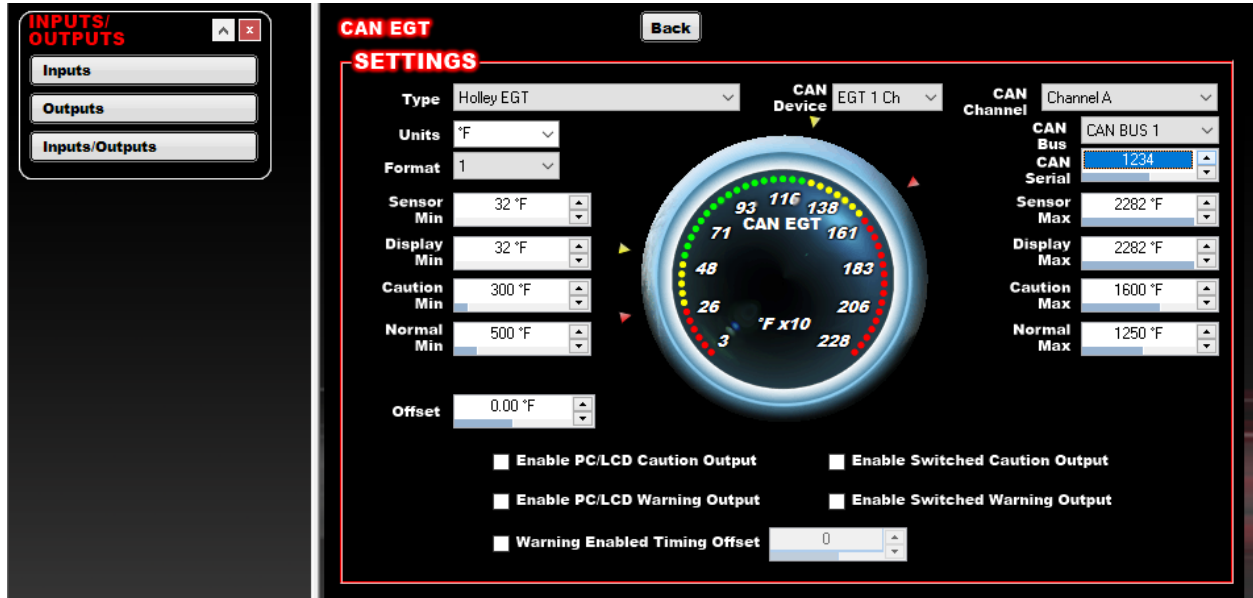 INPUTS/
OUTPUTS
^ x
Inputs
Outputs
Inputs/Outputs
CAN EGT
Back
SETTINGS
Type Holley EGT
CAN
Device EGT 1 Ch
CAN
Channel Channel A
Units °F
CAN
Bus CAN BUS 1
Format 1
CAN
Serial 1234
Sensor
Min 32 °F
Sensor
Max 2282 °F
Display
Min 32 °F
Display
Max 2282 °F
Caution
Min 300 °F
Caution
Max 1600 °F
Normal
Min 500 °F
Normal
Max 1250 °F
CAN EGT
3 26 48 71 93 116 138 161 183 206 228
°F x10
Offset 0.00 °F
Enable PC/LCD Caution Output
Enable Switched Caution Output
Enable PC/LCD Warning Output
Enable Switched Warning Output
Warning Enabled Timing Offset 0